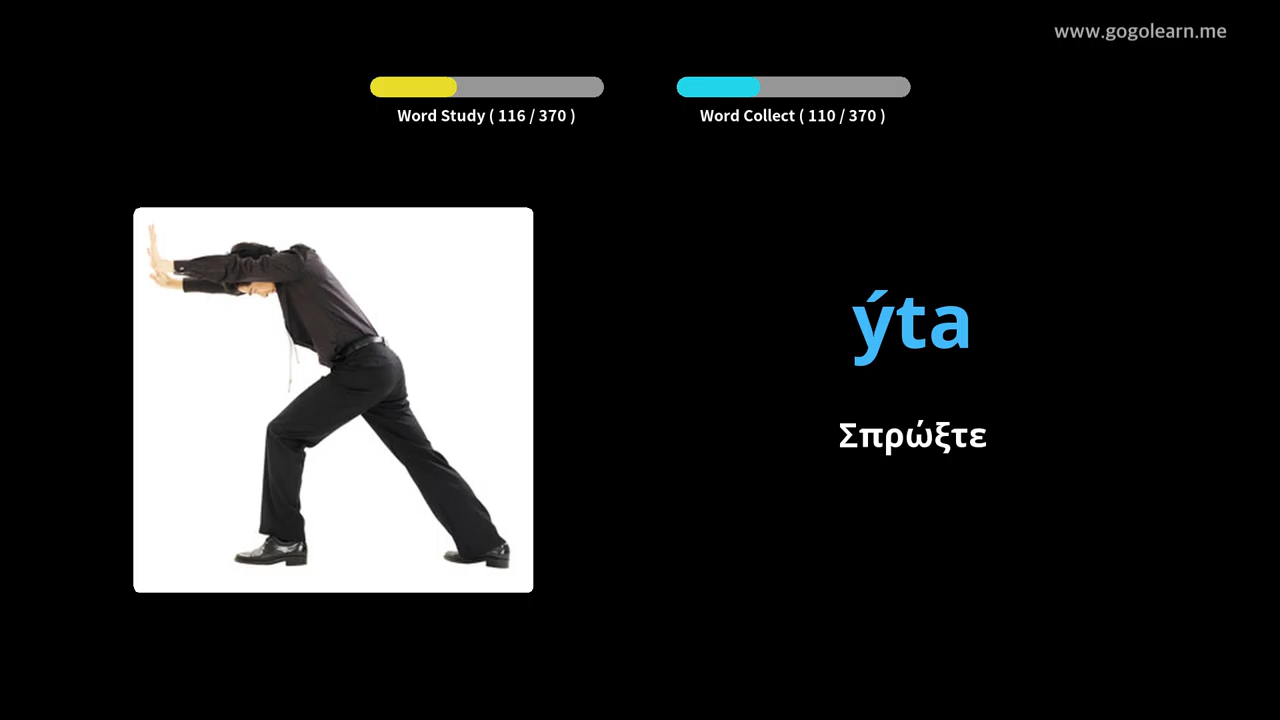 www.gogolearn.me
Word Study ( 116 / 370 )
Word Collect ( 110 / 370 )
ýta
Σπρώξτε